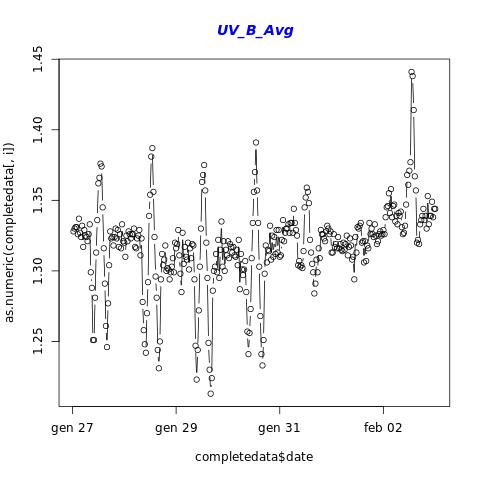 UV_B_Avg
as.numeric(completedata[, i])
1.45
1.40
1.35
1.30
1.25
gen 27
gen 29
gen 31
feb 02
completedata$date